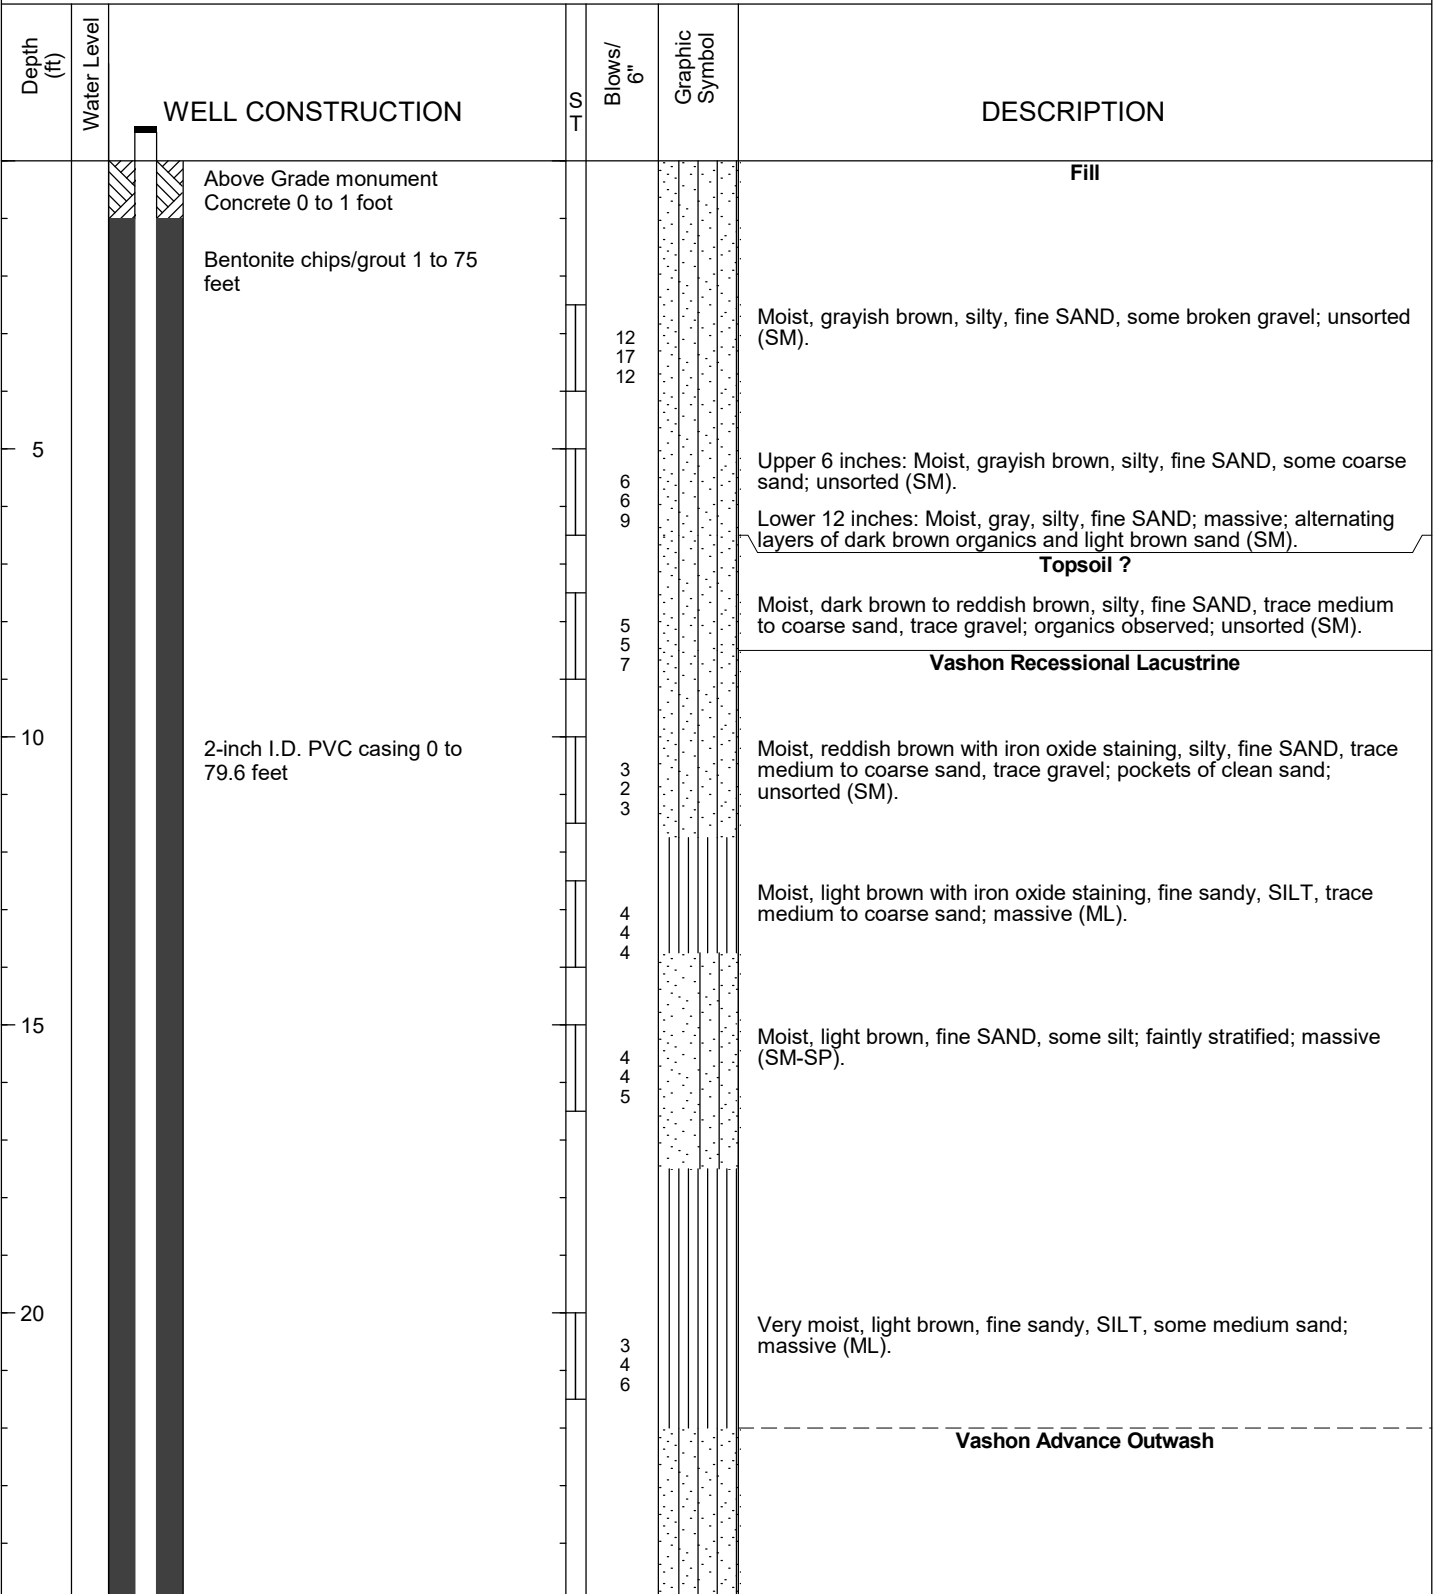 Depth
(ft)
Water Level
WELL CONSTRUCTION
S
T
Blows/
6"
Graphic
Symbol
DESCRIPTION
Fill
Above Grade monument
Concrete 0 to 1 foot
Bentonite chips/grout 1 to 75
feet
Moist, grayish brown, silty, fine SAND, some broken gravel; unsorted
(SM).
12
17
12
5
Upper 6 inches: Moist, grayish brown, silty, fine SAND, some coarse
sand; unsorted (SM).
6
6
9
Lower 12 inches: Moist, gray, silty, fine SAND; massive; alternating
layers of dark brown organics and light brown sand (SM).
Topsoil ?
Moist, dark brown to reddish brown, silty, fine SAND, trace medium
to coarse sand, trace gravel; organics observed; unsorted (SM).
5
5
7
Vashon Recessional Lacustrine
10
2-inch I.D. PVC casing 0 to
79.6 feet
3
2
3
Moist, reddish brown with iron oxide staining, silty, fine SAND, trace
medium to coarse sand, trace gravel; pockets of clean sand;
unsorted (SM).
Moist, light brown with iron oxide staining, fine sandy, SILT, trace
medium to coarse sand; massive (ML).
4
4
4
15
Moist, light brown, fine SAND, some silt; faintly stratified; massive
(SM-SP).
4
4
5
20
Very moist, light brown, fine sandy, SILT, some medium sand;
massive (ML).
3
4
6
Vashon Advance Outwash